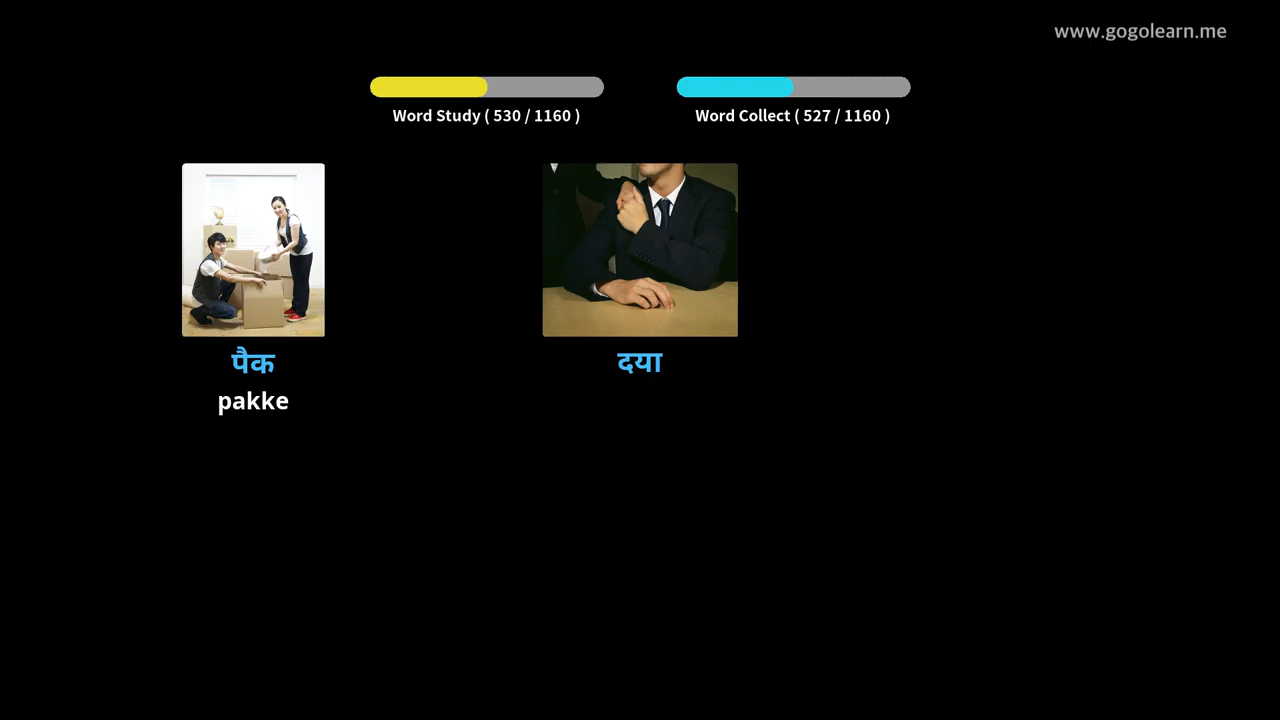 www.gogolearn.me
Word Study ( 530 / 1160 )
Word Collect ( 527 / 1160 )
पैक
pakke
दया